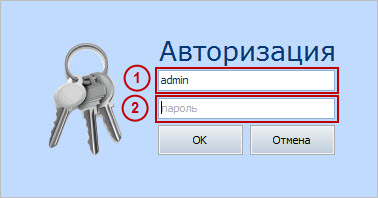 Авторизация
1
admin
2
пароль
OK
Отмена